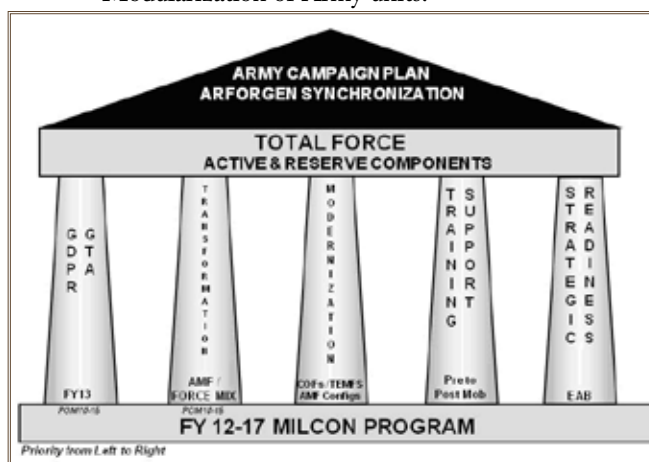 Modularization of Army units.
ARMY CAMPAIGN PLAN
ARFORGEN SYNCHRONIZATION
TOTAL FORCE
ACTIVE & RESERVE COMPONENTS
GDPR
GTA
TRANSFORMATION
MODERNIZATION
TRAINING
SUPPORT
STRATEGIC
READINESS
FY13
AMF /
FORCE MIX
COFs/TEMFS
AMF Configs
Pre to
Post Mob
EAB
POM10-15
POM10-15
FY 12-17 MILCON PROGRAM
Priority from Left to Right